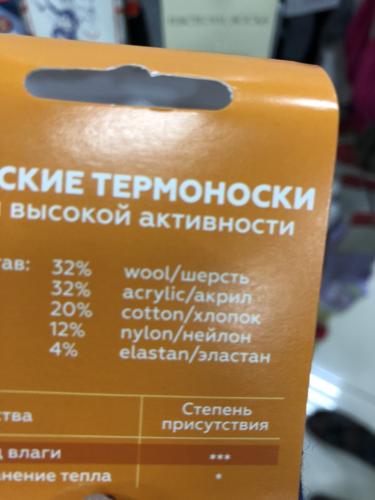 СКИЕ ТЕРМОНОСКИ
высокой активности
тав: 32% wool/шерсть
32% acrylic/акрил
20% cotton/хлопок
12% nylon/нейлон
4% elastan/эластан
ства Степень присутствия
д влаги ***
анение тепла *